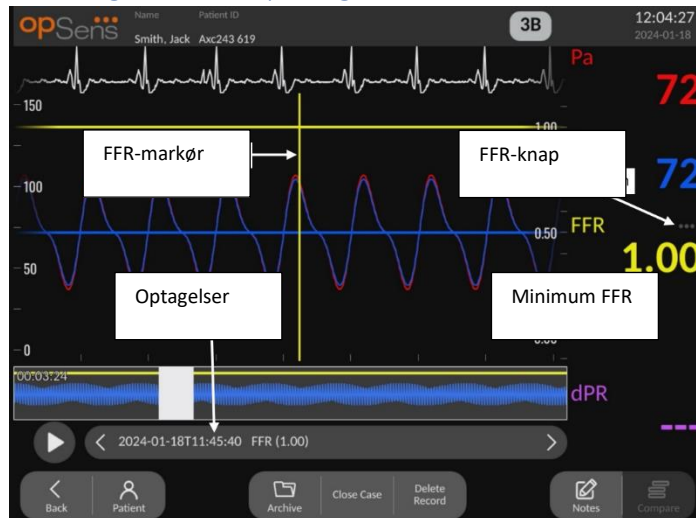 opSens
Name Patient ID
Smith, Jack Axc243 619
3B
12:04:27
2024-01-18
Pa
72
150
1.00
FFR-markør
FFR-knap
72
100
FFR
0.50
1.00
50
Optagelser
Minimum FFR
0
00:03:24
dPR
---
2024-01-18T11:45:40 FFR (1.00)
Back
Patient
Archive
Close Case
Delete
Record
Notes
Compare